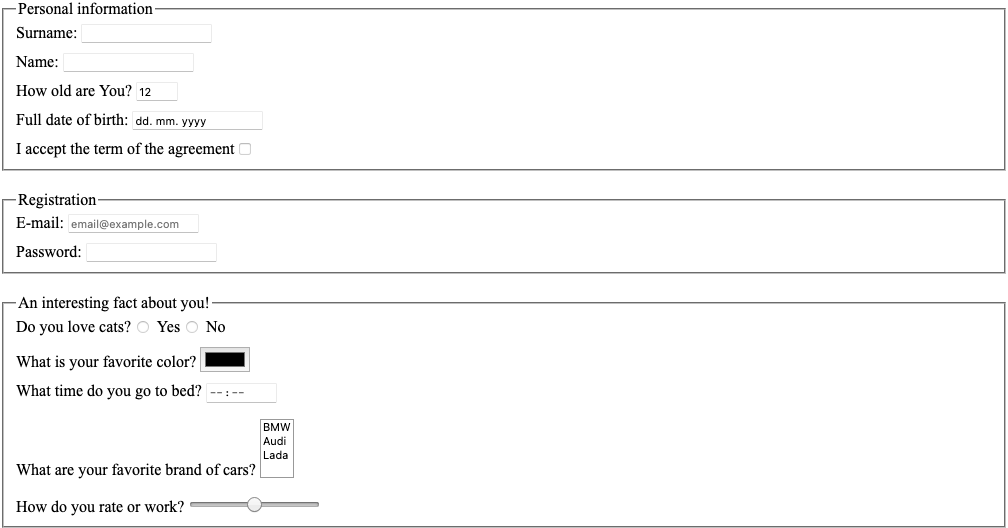 Personal information
Surname:
Name:
How old are You? 12
Full date of birth: dd. mm. yyyy
I accept the term of the agreement
Registration
E-mail: email@example.com
Password:
An interesting fact about you!
Do you love cats? Yes No
What is your favorite color?
What time do you go to bed? --:--
BMW
Audi
Lada
What are your favorite brand of cars?
How do you rate or work?